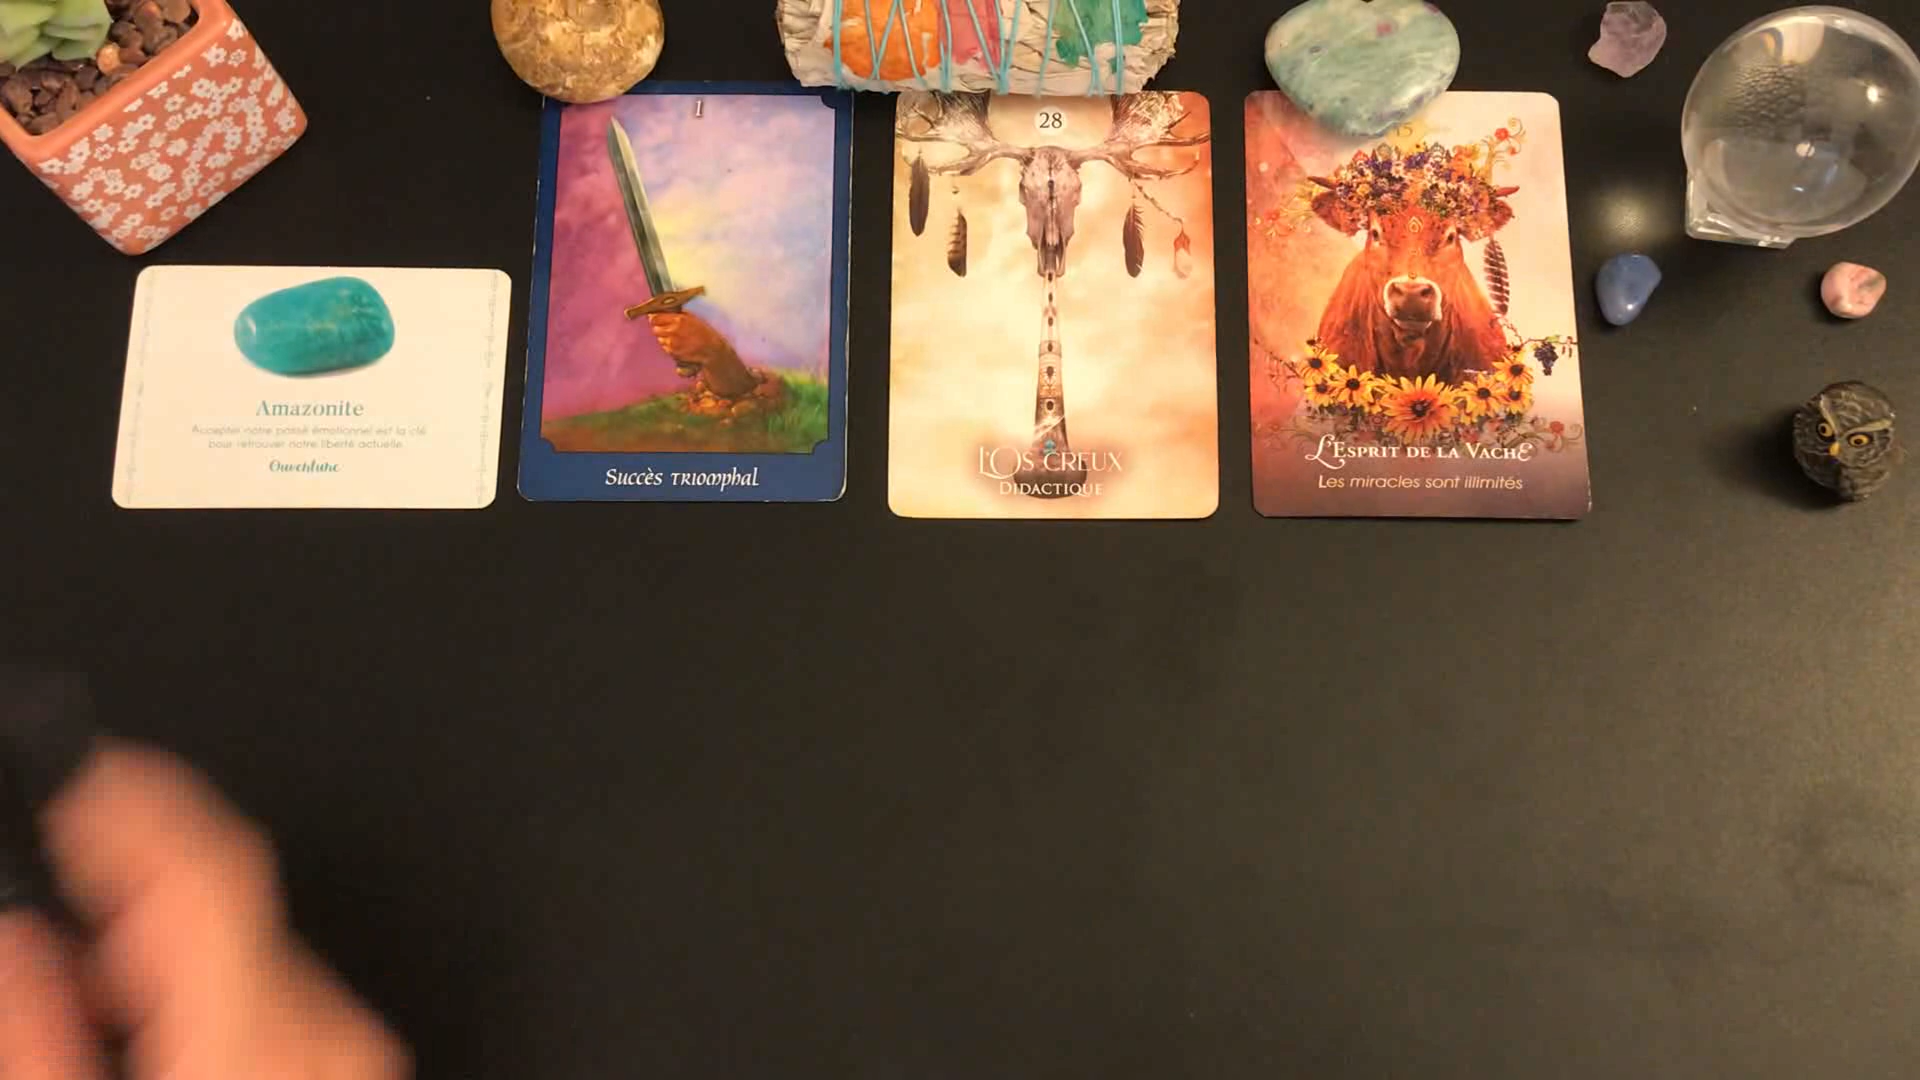 Amazonite
Accepter notre passé émotionnel est la clé
pour retrouver notre liberté actuelle.
Ouverture
1
Succès triomphal
28
L'Os creux
Didactique
15
L'Esprit de la Vache
Les miracles sont illimités